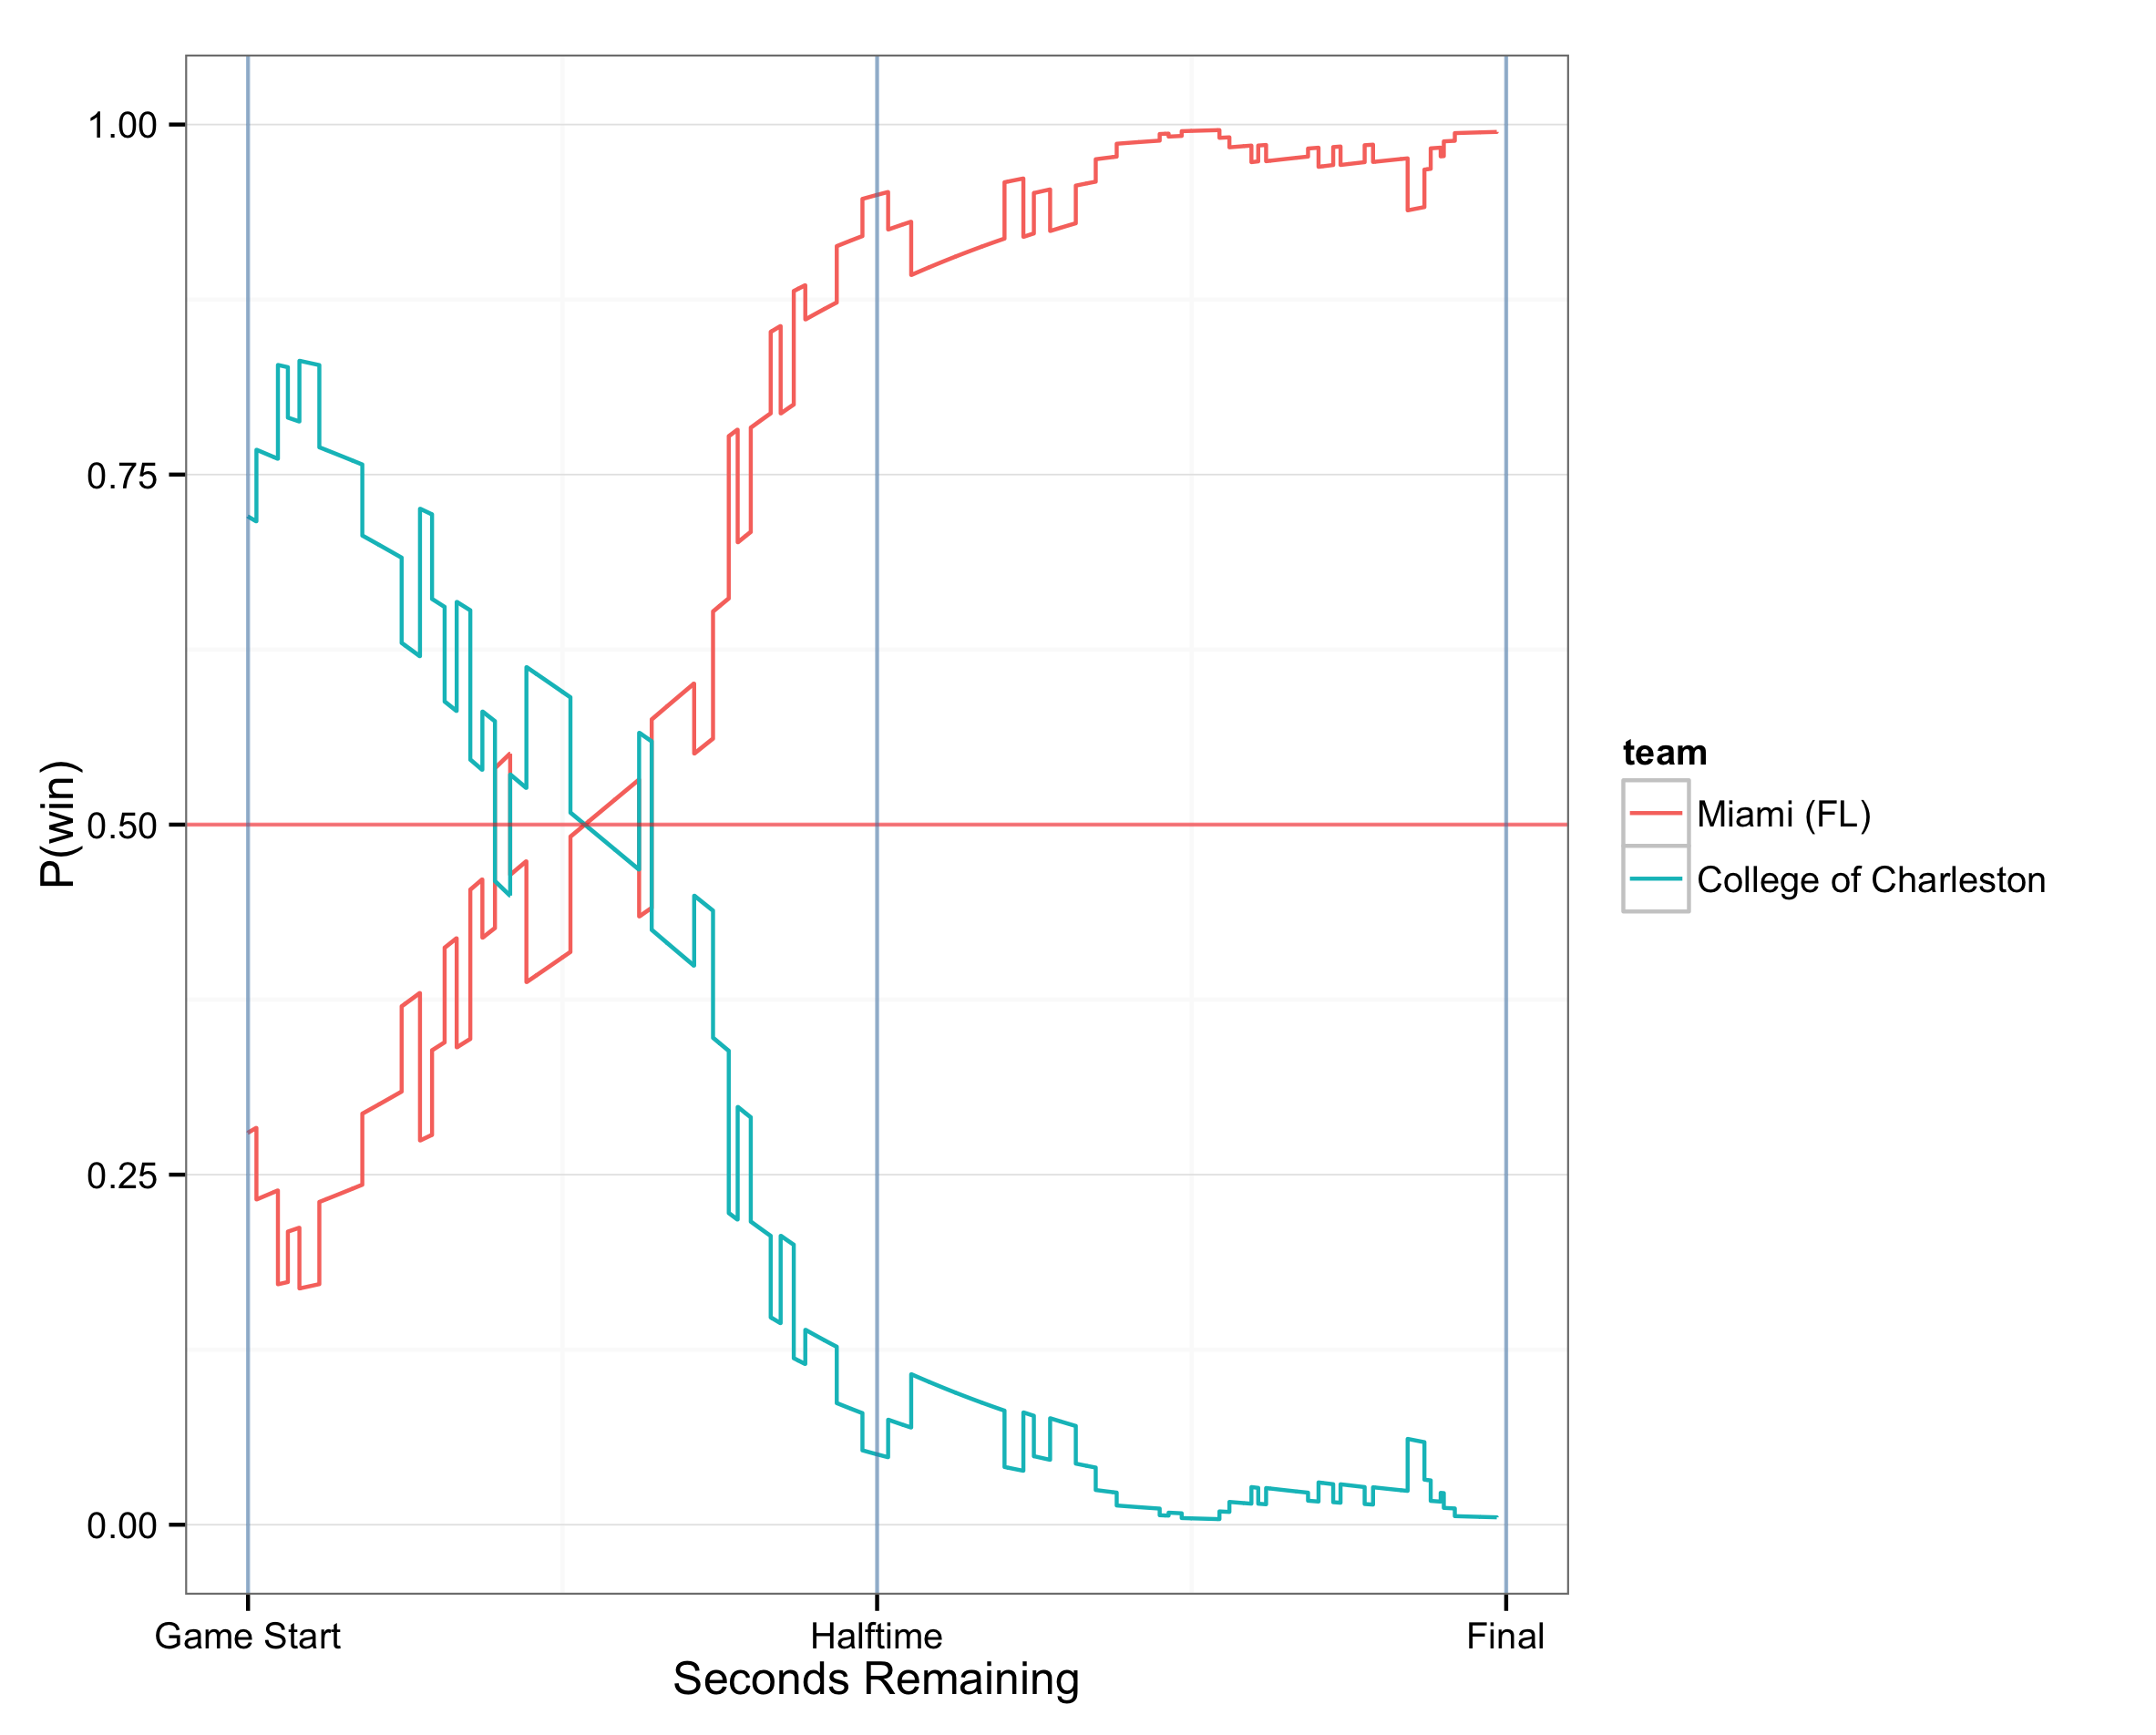 1.00
0.75
0.50
0.25
0.00
P(win)
Game Start
Halftime
Final
Seconds Remaining
team
Miami (FL)
College of Charleston